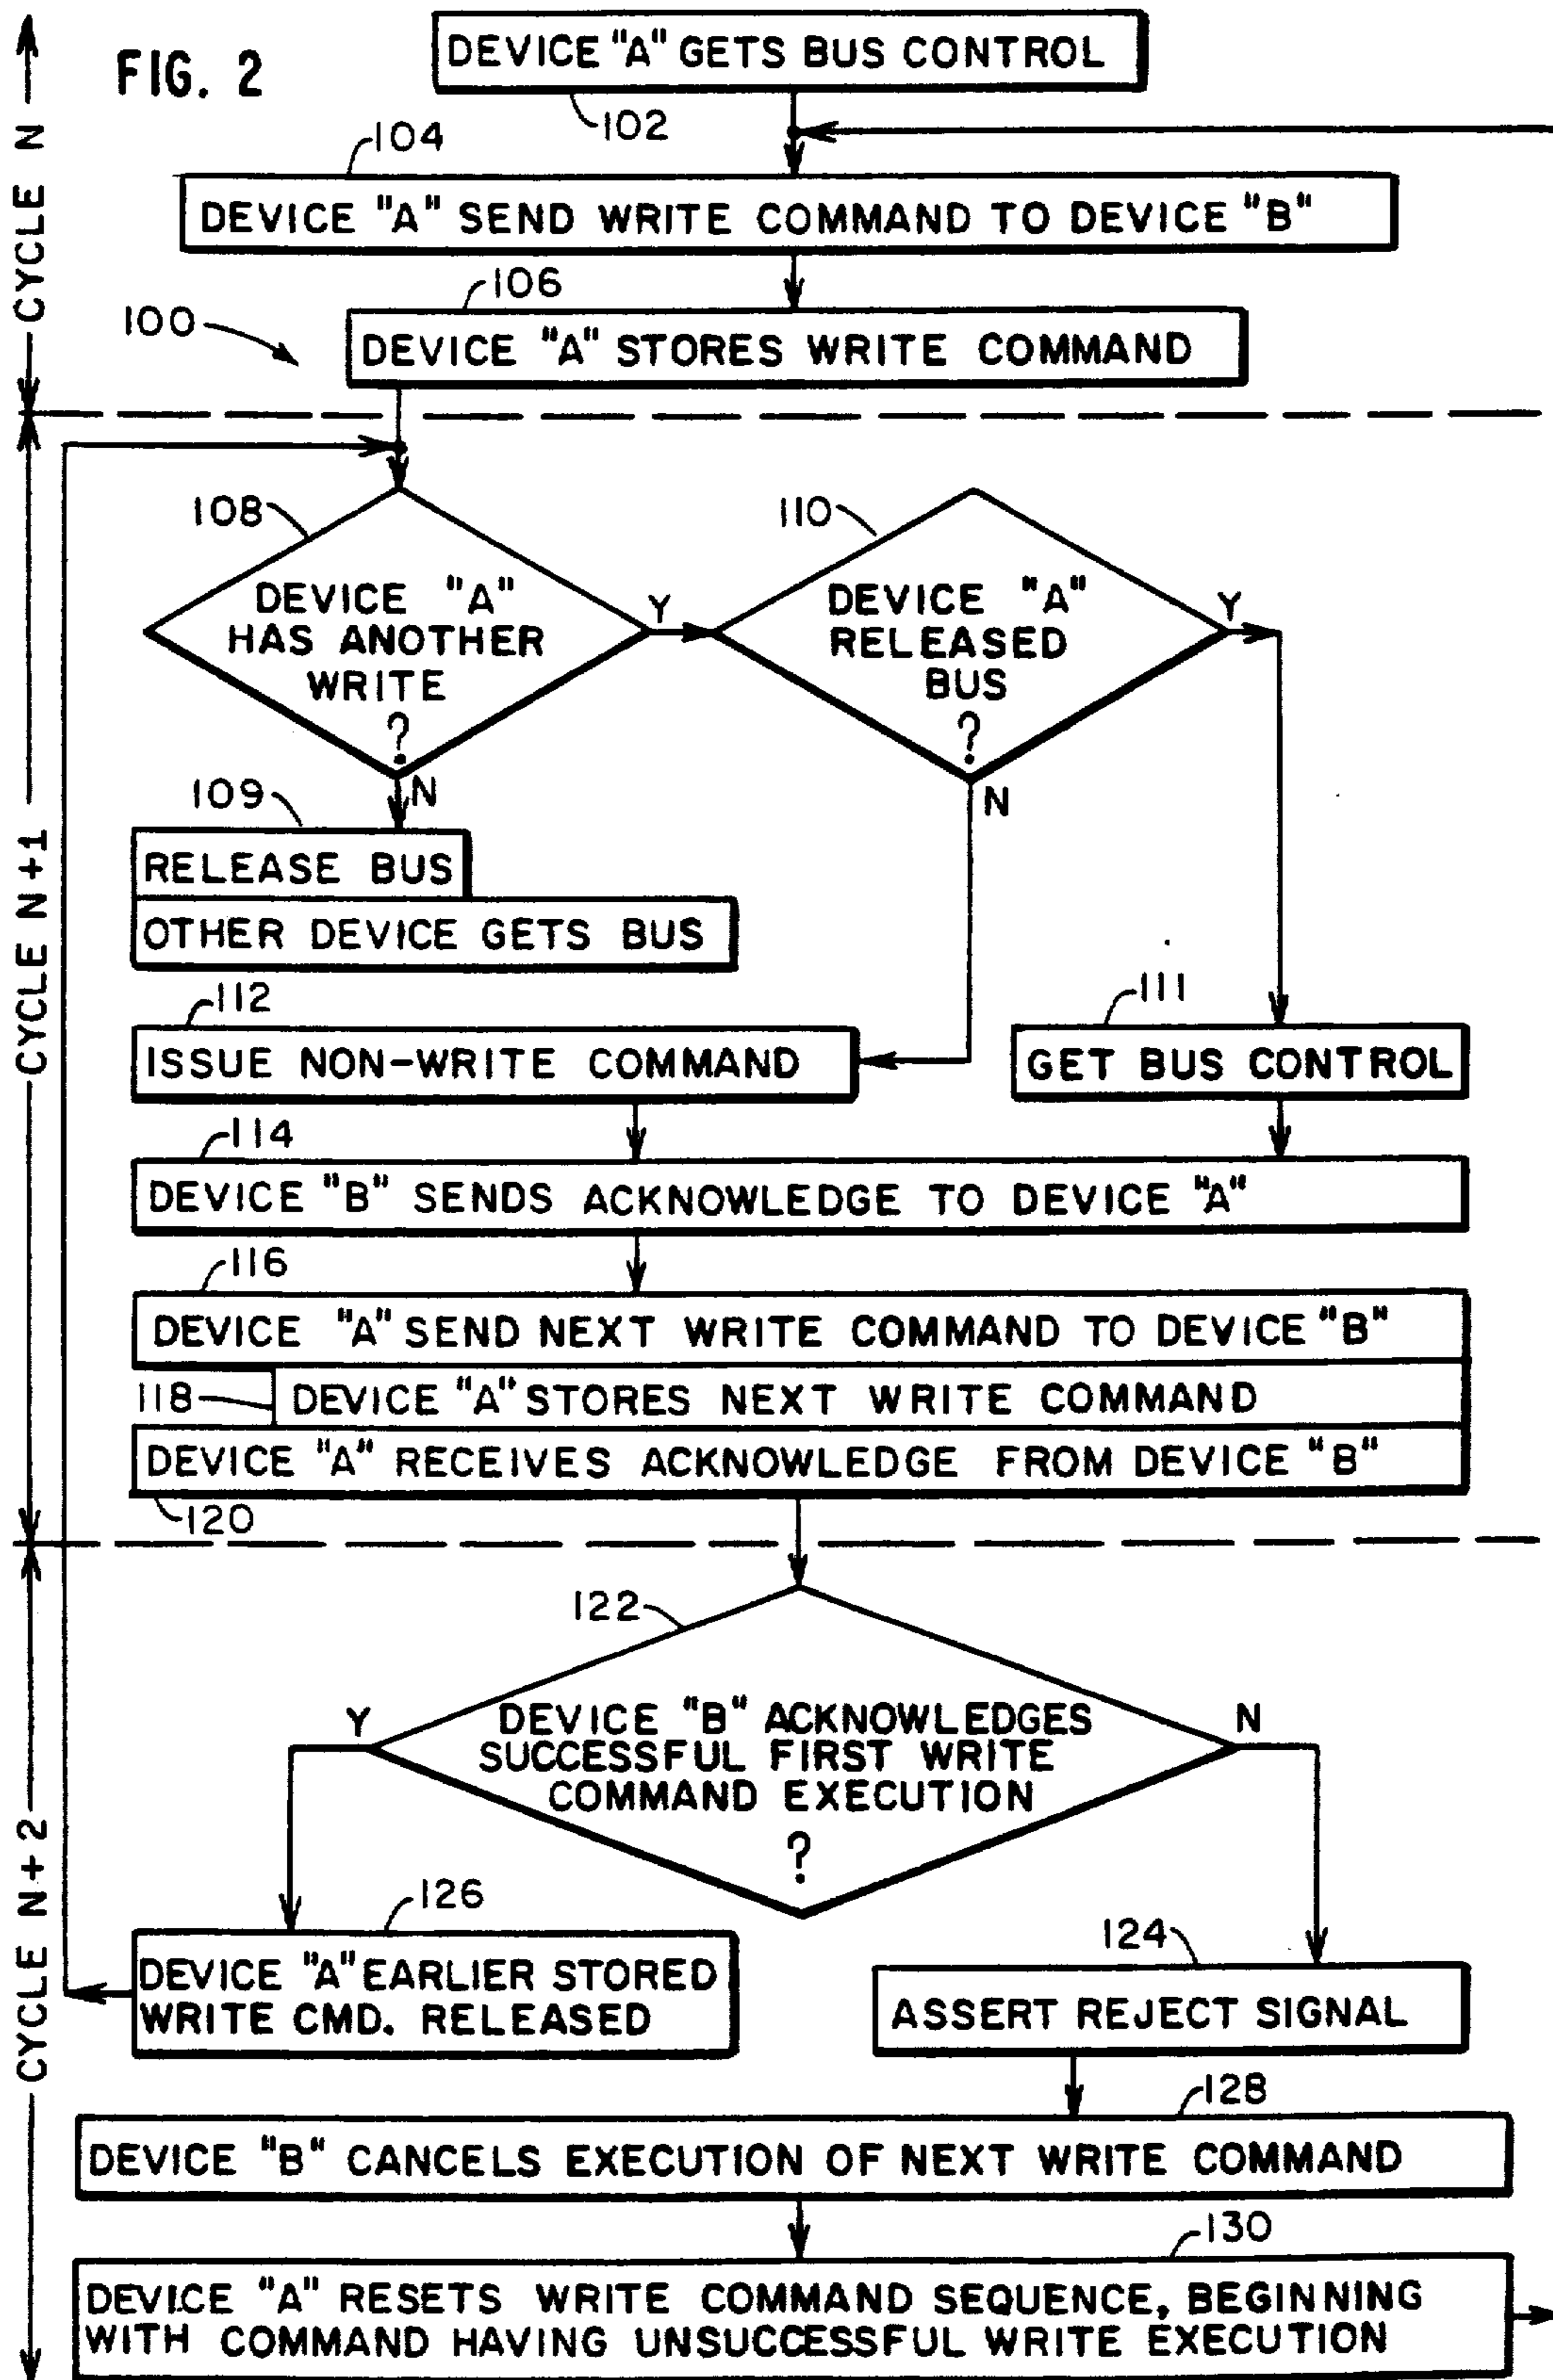 FIG. 2
DEVICE "A" GETS BUS CONTROL
102
104
DEVICE "A" SEND WRITE COMMAND TO DEVICE "B"
106
100
DEVICE "A" STORES WRITE COMMAND
CYCLE N
108
DEVICE "A"
HAS ANOTHER
WRITE
?
Y
N
110
DEVICE "A"
RELEASED
BUS
?
Y
N
109
RELEASE BUS
OTHER DEVICE GETS BUS
112
ISSUE NON-WRITE COMMAND
111
GET BUS CONTROL
114
DEVICE "B" SENDS ACKNOWLEDGE TO DEVICE "A"
116
DEVICE "A" SEND NEXT WRITE COMMAND TO DEVICE "B"
118
DEVICE "A" STORES NEXT WRITE COMMAND
DEVICE "A" RECEIVES ACKNOWLEDGE FROM DEVICE "B"
120
CYCLE N+1
122
DEVICE "B" ACKNOWLEDGES
SUCCESSFUL FIRST WRITE
COMMAND EXECUTION
?
Y
N
126
DEVICE "A" EARLIER STORED
WRITE CMD. RELEASED
124
ASSERT REJECT SIGNAL
128
DEVICE "B" CANCELS EXECUTION OF NEXT WRITE COMMAND
130
DEVICE "A" RESETS WRITE COMMAND SEQUENCE, BEGINNING
WITH COMMAND HAVING UNSUCCESSFUL WRITE EXECUTION
CYCLE N+2